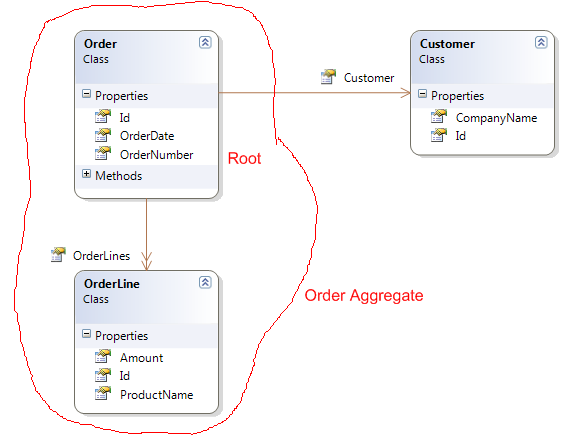 Order
Class
Properties
Id
OrderDate
OrderNumber
Methods
Customer
Customer
Class
Properties
CompanyName
Id
Root
OrderLines
OrderLine
Class
Properties
Amount
Id
ProductName
Order Aggregate